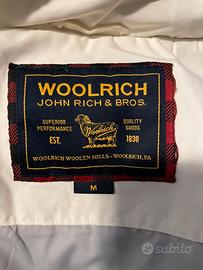 WOOLRICH
JOHN RICH & BROS.
SUPERIOR PERFORMANCE
QUALITY GOODS
EST.
Woolrich
1830
WOOLRICH WOOLEN MILLS - WOOLRICH, PA
M
subito